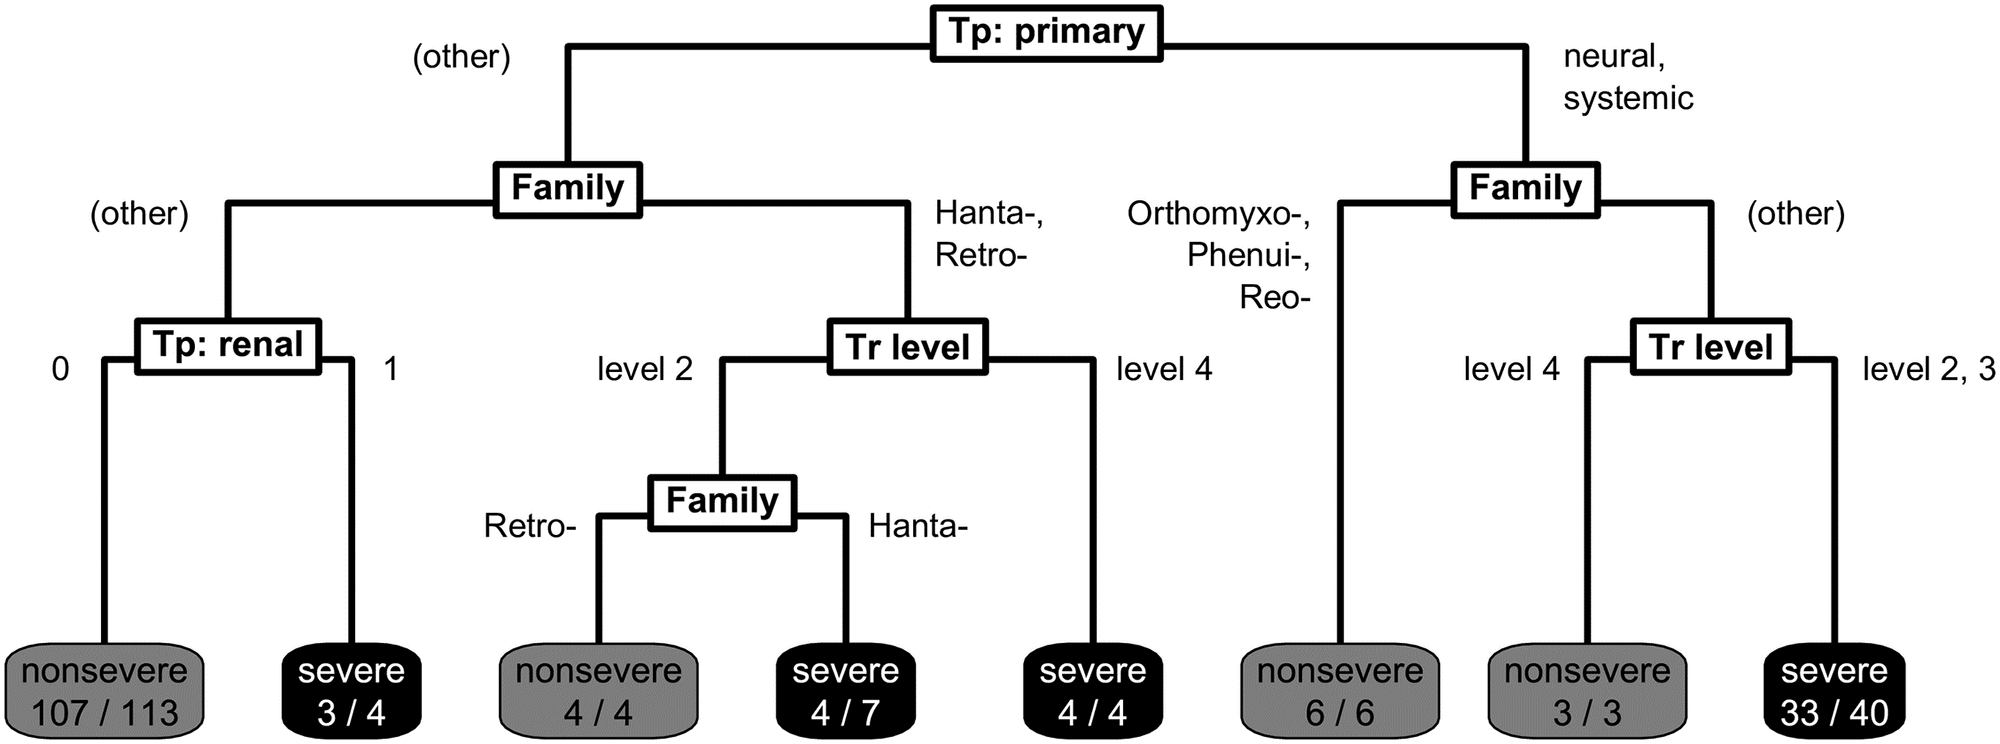 Tp: primary
(other)
neural,
systemic
Family
Family
(other)
Hanta-,
Retro-
Orthomyxo-,
Phenui-,
Reo-
(other)
Tp: renal
Tr level
Tr level
0
1
level 2
level 4
level 4
level 2, 3
Family
Retro-
Hanta-
nonsevere
107 / 113
severe
3 / 4
nonsevere
4 / 4
severe
4 / 7
severe
4 / 4
nonsevere
6 / 6
nonsevere
3 / 3
severe
33 / 40